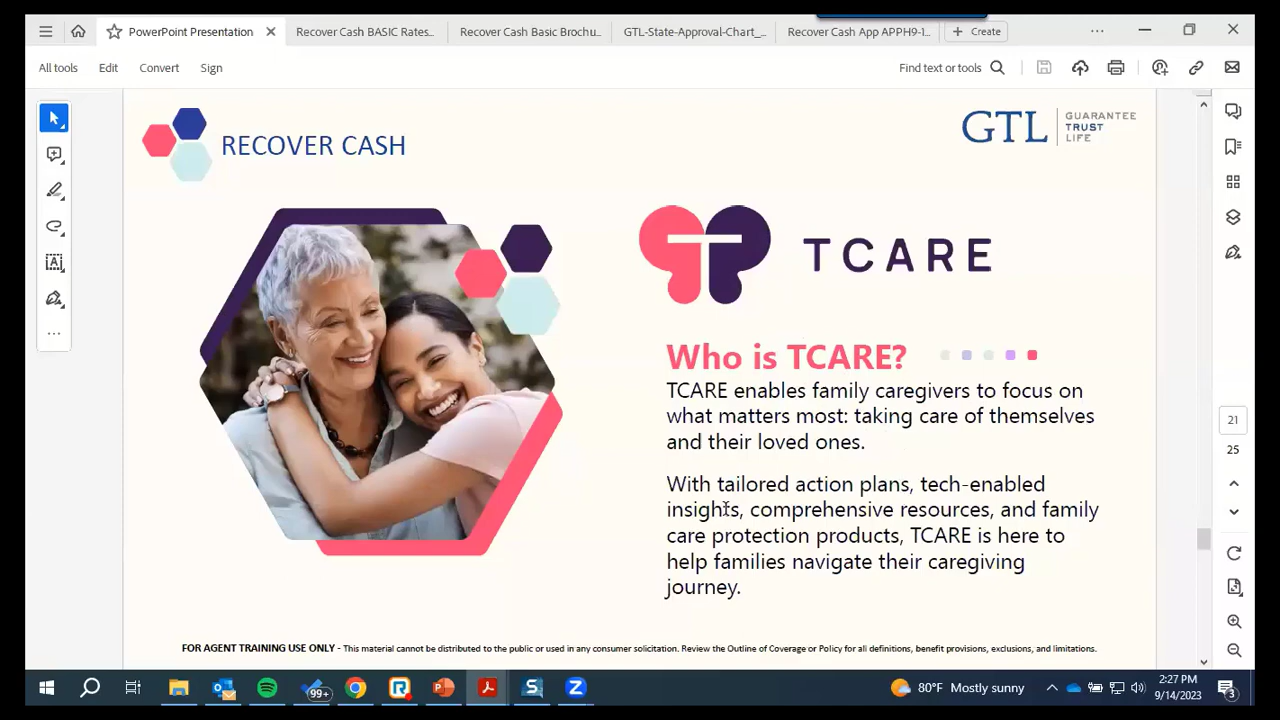 PowerPoint Presentation
Recover Cash BASIC Rates...
Recover Cash Basic Brochu...
GTL-State-Approval-Chart_...
Recover Cash App APPH9-1...
Create
All tools
Edit
Convert
Sign
Find text or tools
RECOVER CASH
GTL
GUARANTEE
TRUST
LIFE
TCARE
Who is TCARE?
TCARE enables family caregivers to focus on
what matters most: taking care of themselves
and their loved ones.
With tailored action plans, tech-enabled
insights, comprehensive resources, and family
care protection products, TCARE is here to
help families navigate their caregiving
journey.
21
25
FOR AGENT TRAINING USE ONLY - This material cannot be distributed to the public or used in any consumer solicitation. Review the Outline of Coverage or Policy for all definitions, benefit provisions, exclusions, and limitations.
99+
80°F Mostly sunny
2:27 PM
9/14/2023
3